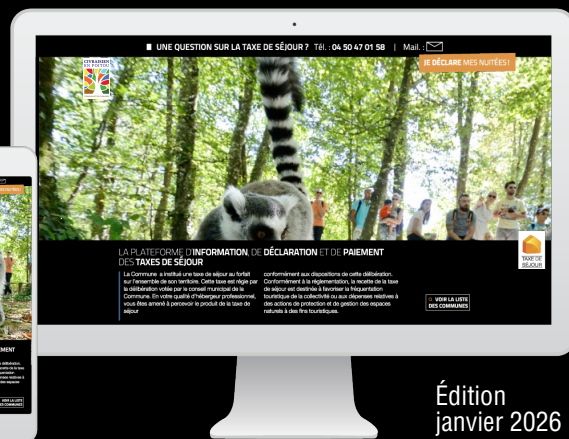 UNE QUESTION SUR LA TAXE DE SÉJOUR ? Tél. : 04 50 47 01 58 | Mail. :
JE DÉCLARE MES NUITÉES !
CIVRAISIEN
EN POITOU
LA PLATEFORME D'INFORMATION, DE DÉCLARATION ET DE PAIEMENT
DES TAXES DE SÉJOUR
La Commune a institué une taxe de séjour au forfait
sur l'ensemble de son territoire. Cette taxe est régie par
la délibération votée par le conseil municipal de la
Commune. En votre qualité d'hébergeur professionnel,
vous êtes amené à percevoir le produit de la taxe de
séjour
conformément aux dispositions de cette délibération.
Conformément à la réglementation, la recette de la taxe
de séjour est destinée à favoriser la fréquentation
touristique de la collectivité ou aux dépenses relatives à
des actions de protection et de gestion des espaces
naturels à des fins touristiques.
TAXE DE
SÉJOUR
VOIR LA LISTE
DES COMMUNES
Édition
janvier 2026